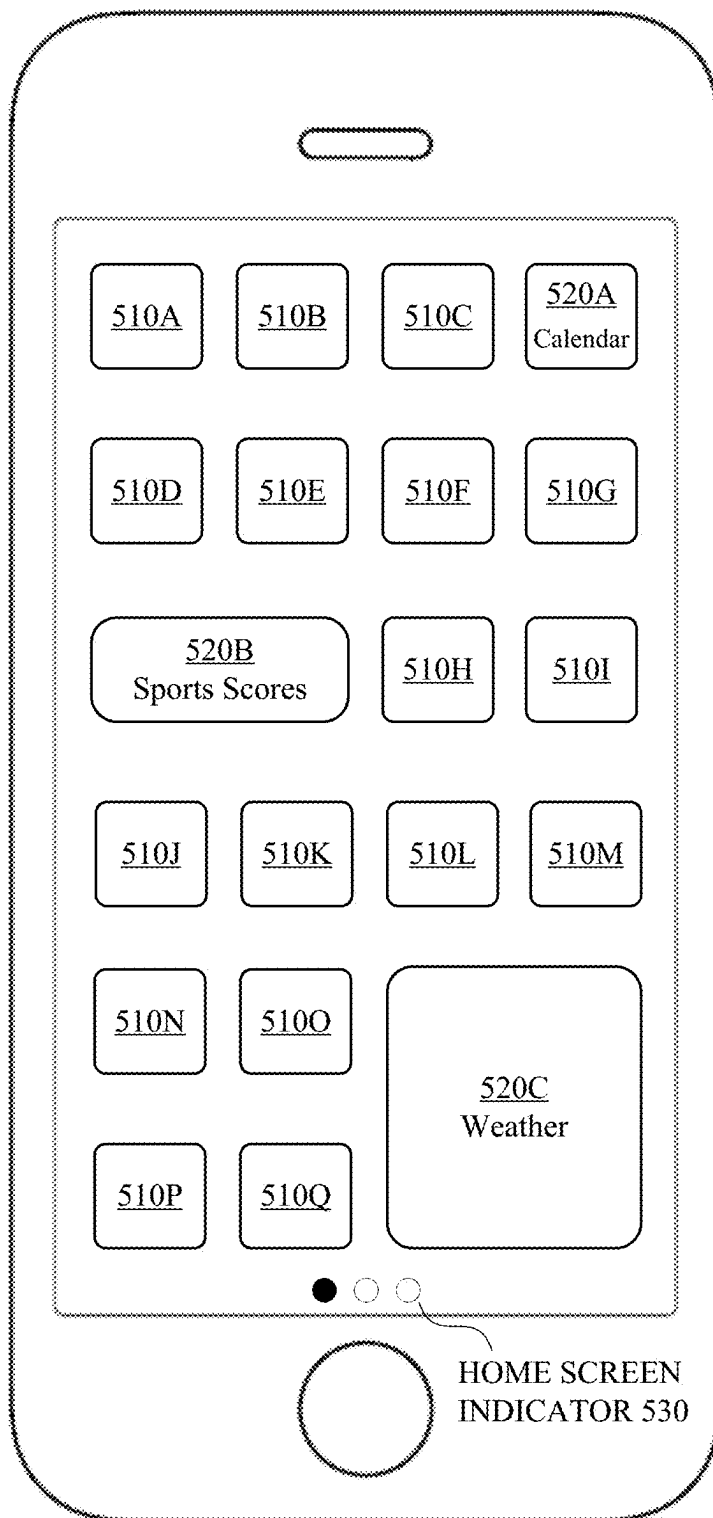 510A 510B 510C 520A
Calendar
510D 510E 510F 510G
520B
Sports Scores
510H 510I
510J 510K 510L 510M
510N 510O
520C
Weather
510P 510Q
HOME SCREEN
INDICATOR 530